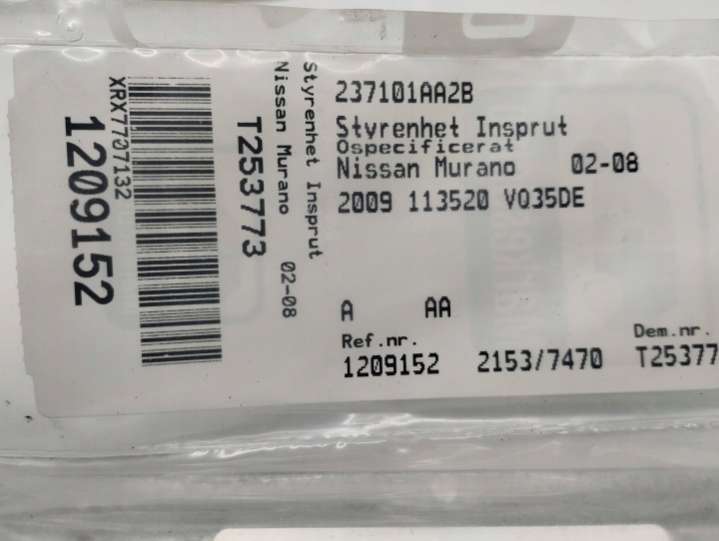 XRX7707132
1209152
T253773
Styrenhet Insprut
Nissan Murano 02-08
237101AA2B
Styrenhet Insprut
Ospecificerat
Nissan Murano 02-08
2009 113520 VQ35DE
A AA
Ref.nr. Dem.nr.
1209152 2153/7470 T25377